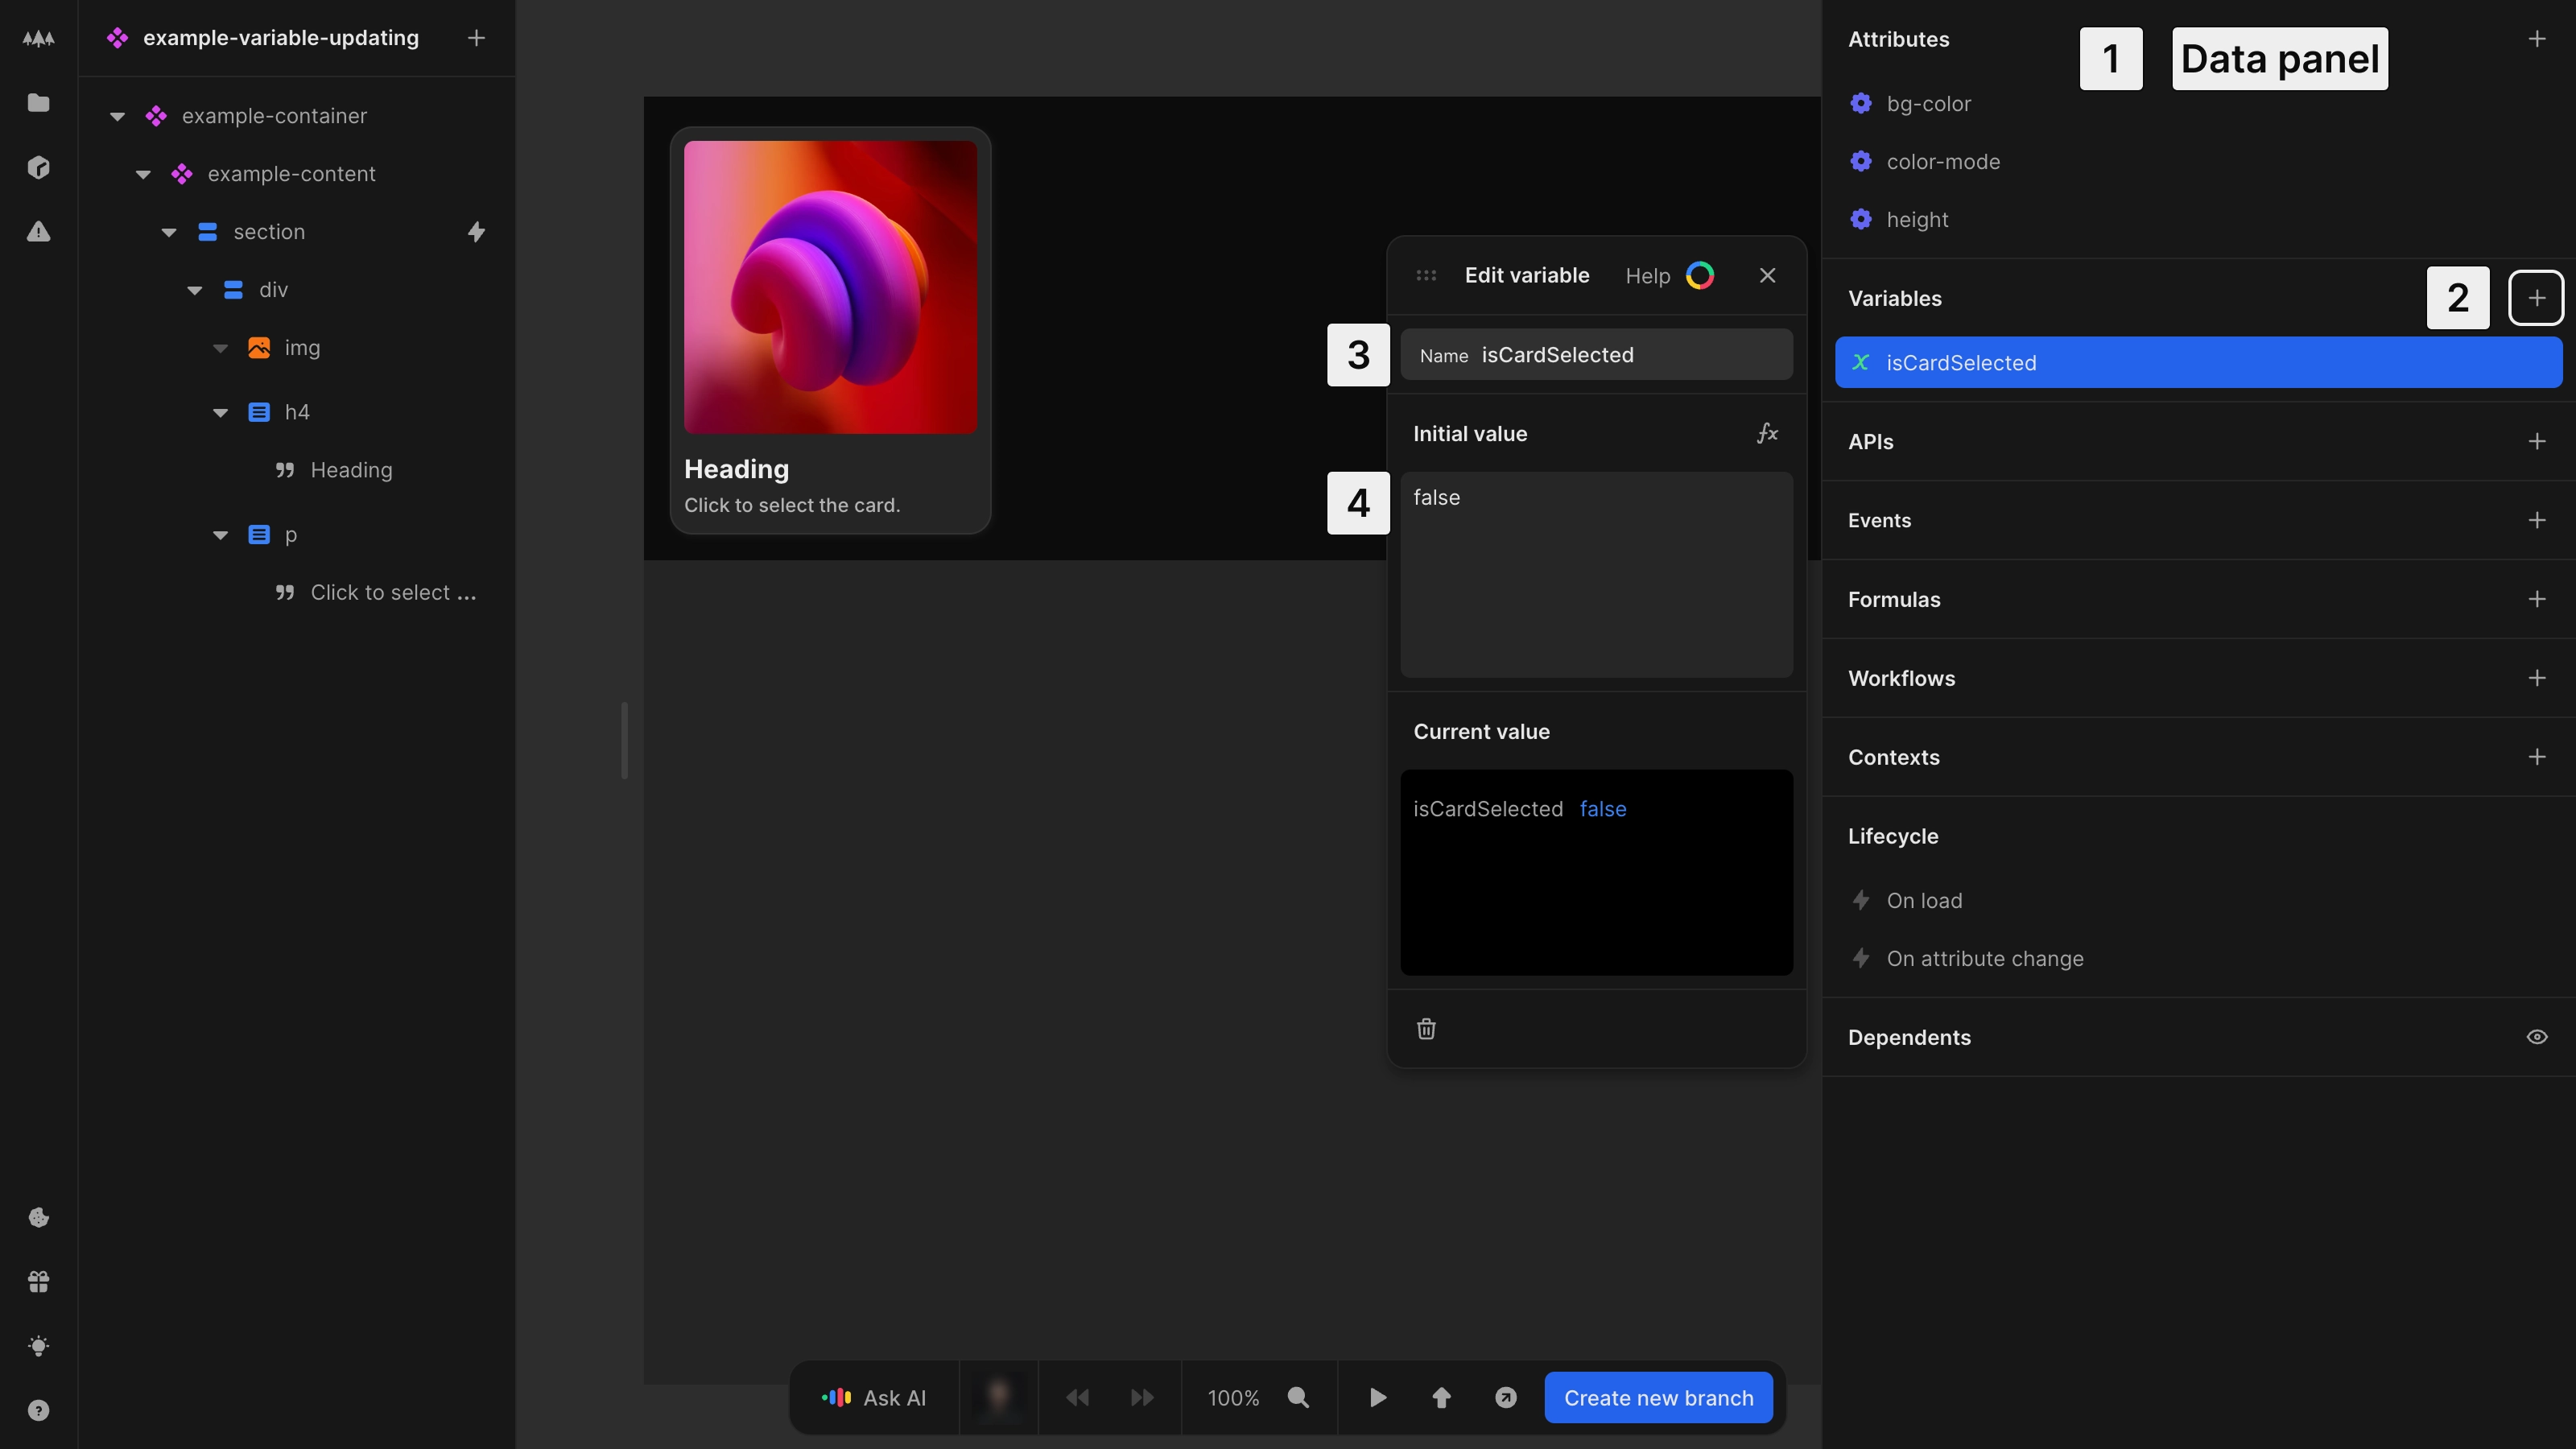 example-variable-updating
example-container
example-content
section
div
img
h4
Heading
p
Click to select ...
Heading
Click to select the card.
Edit variable Help
3 Name isCardSelected
Initial value fx
4 false
Current value
isCardSelected false
Ask AI 100% Create new branch
Attributes 1 Data panel
bg-color
color-mode
height
Variables 2
isCardSelected
APIs
Events
Formulas
Workflows
Contexts
Lifecycle
On load
On attribute change
Dependents